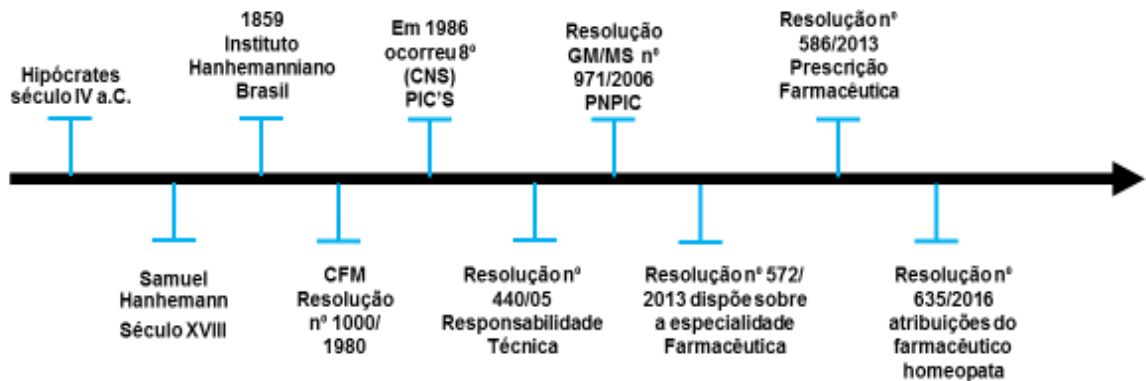 Hipócrates
século IV a.C.
Samuel
Hanhemann
Século XVIII
1859
Instituto
Hanhemanniano
Brasil
CFM
Resolução
nº 1000/
1980
Em 1986
ocorreu 8º
(CNS)
PIC'S
Resolução nº
440/05
Responsabilidade
Técnica
Resolução
GM/MS nº
971/2006
PNPIC
Resolução nº 572/
2013 dispõe sobre
a especialidade
Farmacêutica
Resolução nº
586/2013
Prescrição
Farmacêutica
Resolução nº
635/2016
atribuições do
farmacêutico
homeopata